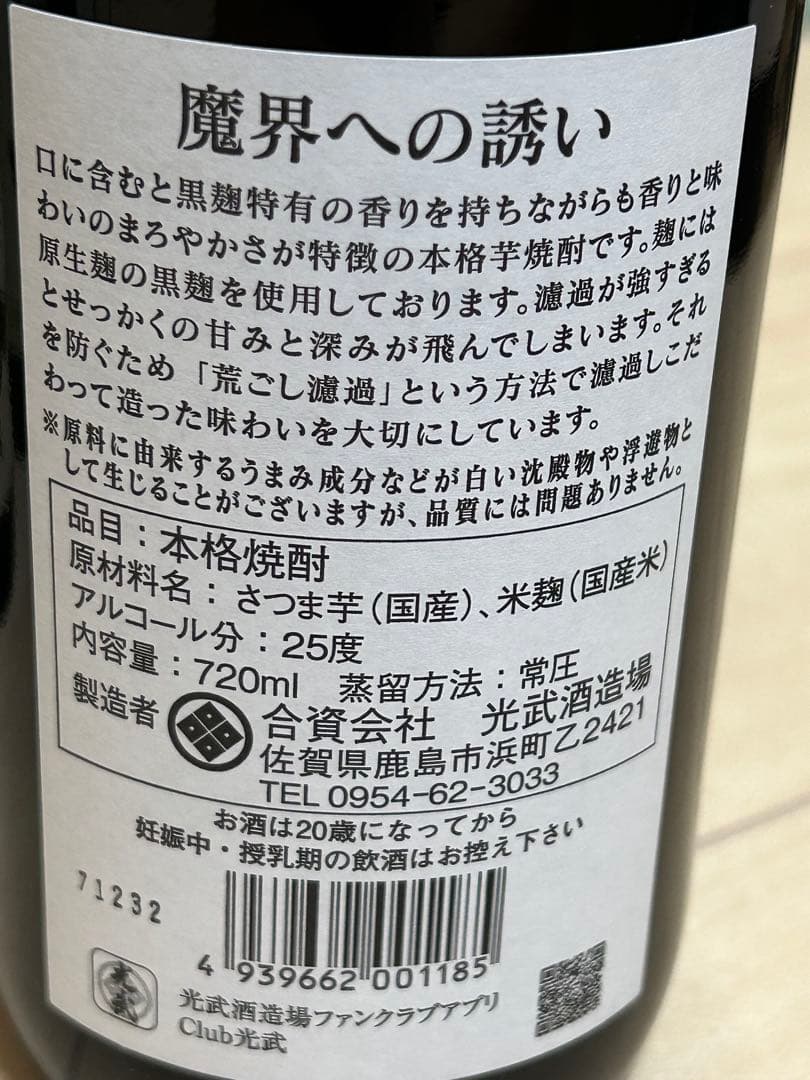 魔界への誘い
口に含むと黒麹特有の香りを持ちながらも香りと味
わいのまろやかさが特徴の本格芋焼酎です。麹には
原生麹の黒麹を使用しております。濾過が強すぎる
とせっかくの甘みと深みが飛んでしまいます。それ
を防ぐため「荒ごし濾過」という方法で濾過しこだ
わって造った味わいを大切にしています。
※原料に由来するうまみ成分などが白い沈殿物や浮遊物と
して生じることがございますが、品質には問題ありません。
品目:本格焼酎
原材料名:さつま芋(国産)、米麹(国産米)
アルコール分:25度
内容量:720ml 蒸留方法:常圧
製造者 合資会社 光武酒造場
佐賀県鹿島市浜町乙2421
TEL 0954-62-3033
お酒は20歳になってから
妊娠中・授乳期の飲酒はお控え下さい
71232
4 939662 001185
光武
光武酒造場ファンクラブアプリ
Club光武